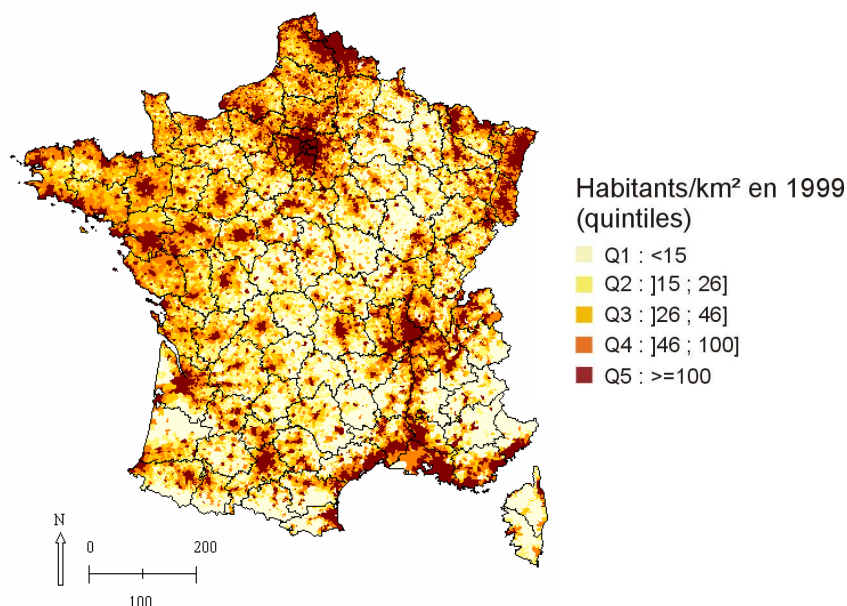 Habitants/km² en 1999
(quintiles)
Q1 : <15
Q2 : ]15 ; 26]
Q3 : ]26 ; 46]
Q4 : ]46 ; 100]
Q5 : >=100
N
0 200
100